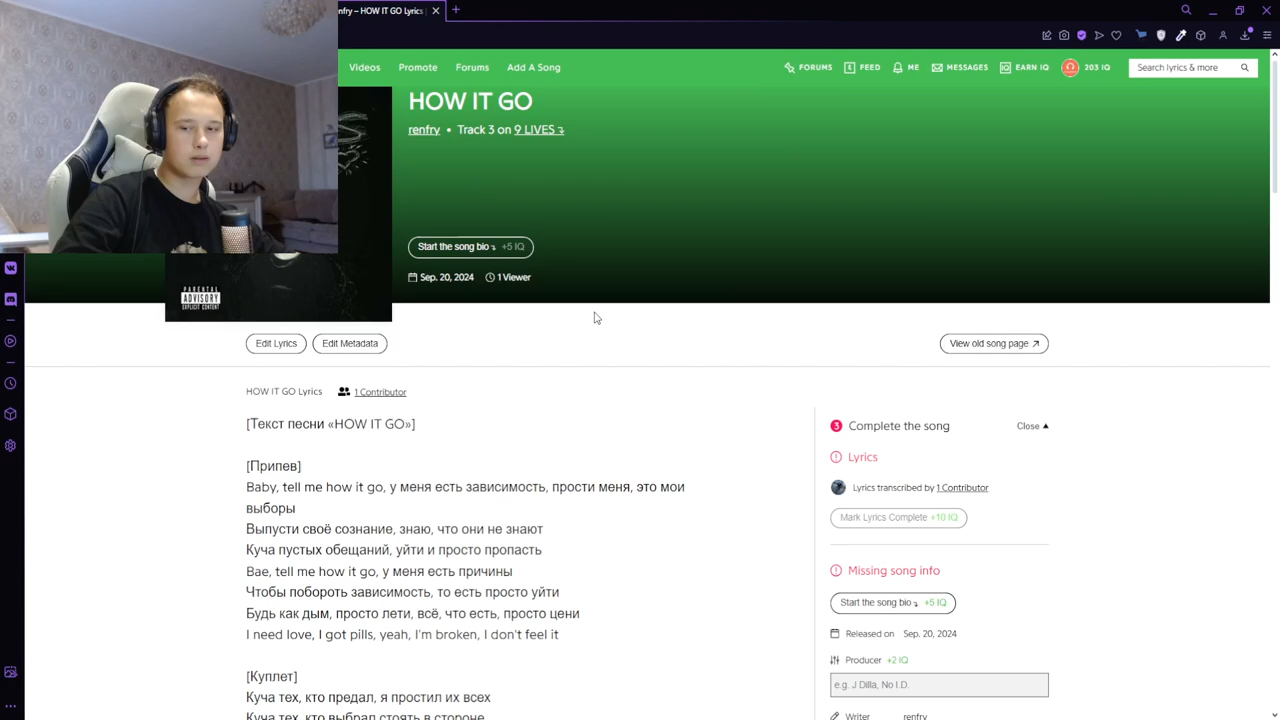 nfry – HOW IT GO Lyrics
Videos
Promote
Forums
Add A Song
FORUMS
FEED
ME
MESSAGES
EARN IQ
203 IQ
Search lyrics & more
HOW IT GO
renfry • Track 3 on 9 LIVES
Start the song bio +5 IQ
Sep. 20, 2024
1 Viewer
PARENTAL
ADVISORY
EXPLICIT CONTENT
Edit Lyrics
Edit Metadata
View old song page
HOW IT GO Lyrics
1 Contributor
[Текст песни «HOW IT GO»]
[Припев]
Baby, tell me how it go, у меня есть зависимость, прости меня, это мои
выборы
Выпусти своё сознание, знаю, что они не знают
Куча пустых обещаний, уйти и просто пропасть
Bae, tell me how it go, у меня есть причины
Чтобы побороть зависимость, то есть просто уйти
Будь как дым, просто лети, всё, что есть, просто цени
I need love, I got pills, yeah, I'm broken, I don't feel it
[Куплет]
Куча тех, кто предал, я простил их всех
Куча тех, кто выбрал стоять в стороне
3 Complete the song
Close
Lyrics
Lyrics transcribed by 1 Contributor
Mark Lyrics Complete +10 IQ
Missing song info
Start the song bio +5 IQ
Released on Sep. 20, 2024
Producer +2 IQ
e.g. J Dilla, No I.D.
Writer renfry